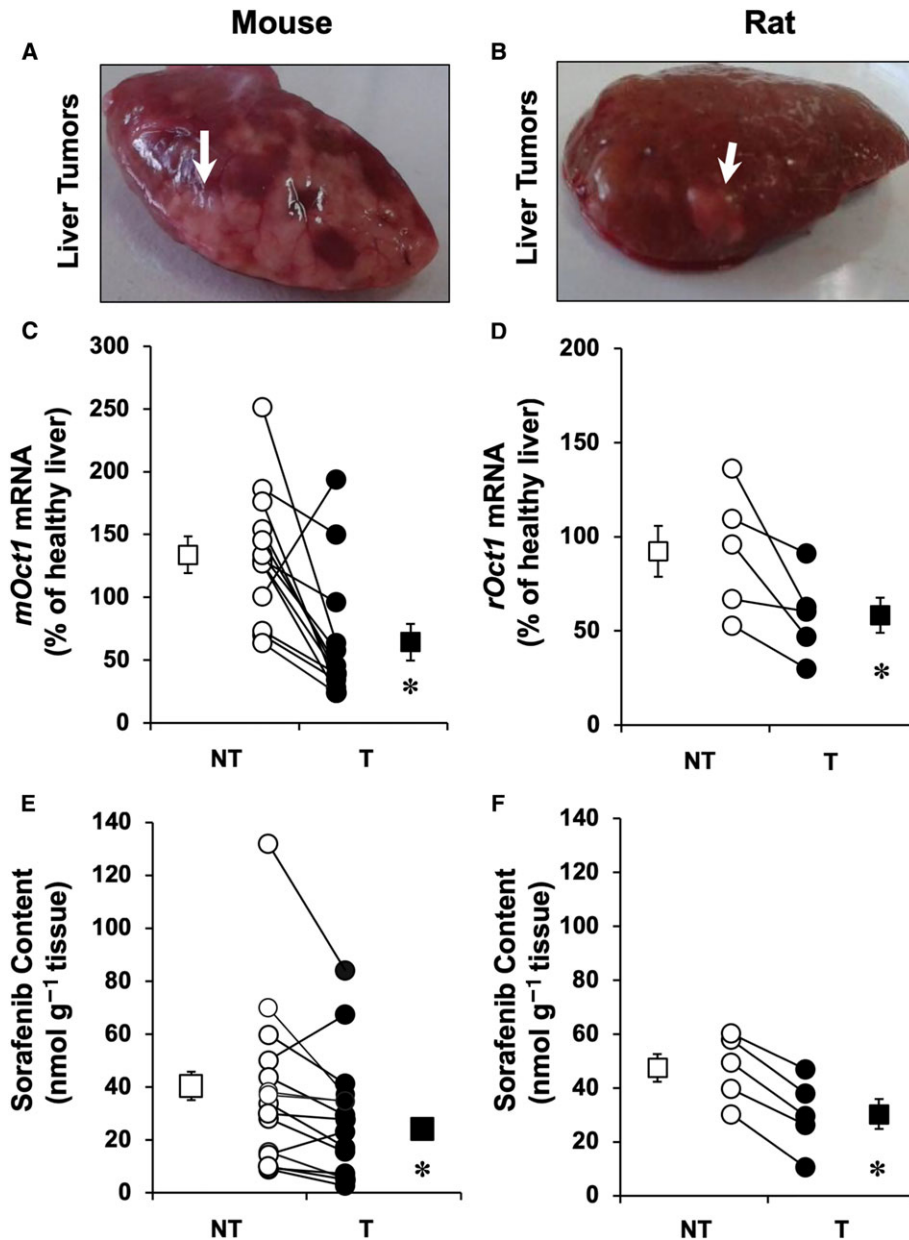 Mouse
Rat
A
B
Liver Tumors
Liver Tumors
C
D
mOct1 mRNA
(% of healthy liver)
300
250
200
150
100
50
0
NT
T
*
rOct1 mRNA
(% of healthy liver)
200
150
100
50
0
NT
T
*
E
F
Sorafenib Content
(nmol g⁻¹ tissue)
140
120
100
80
60
40
20
0
NT
T
*
Sorafenib Content
(nmol g⁻¹ tissue)
140
120
100
80
60
40
20
0
NT
T
*